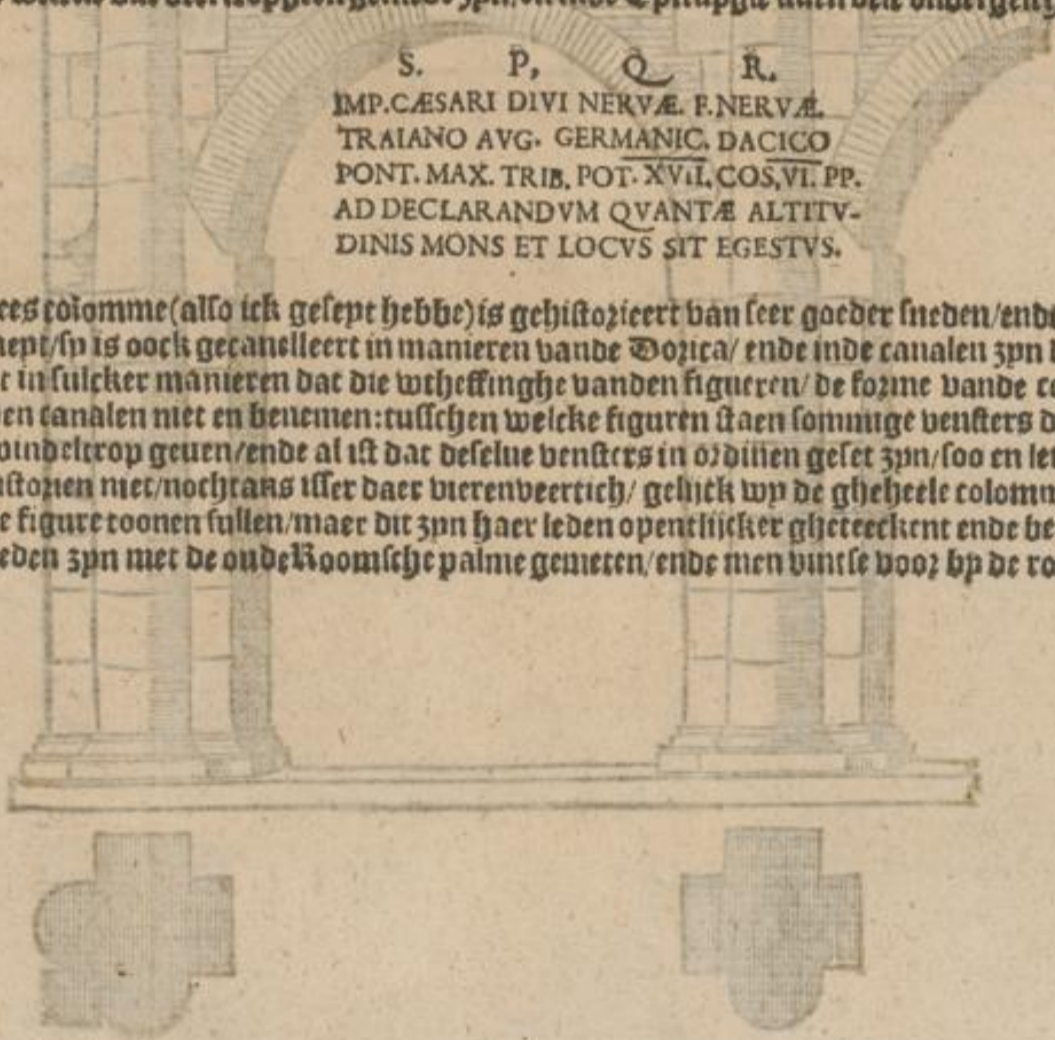 S. P, Q R.
IMP.CÆSARI DIVI NERVÆ. F.NERVÆ.
TRAIANO AVG. GERMANIC. DACICO
PONT. MAX. TRIB. POT. XVII. COS, VI. PP.
AD DECLARANDVM QVANTÆ ALTITV-
DINIS MONS ET LOCVS SIT EGESTVS.
colomme (also ick geseyt hebbe) is gehistorieert van seer goeder sneden/ende
sy is oock gecanelleert in manieren vande Dorica/ ende inde canalen zyn
in sulcker manieren dat die wtheffinghe vanden figueren/ de forme vande
canalen niet en benemen: tusschen welcke figuren staen sommige vensters
geuen/ende al ist dat deselue vensters in ordinen geset zyn/soo en
niet/nochtans isser daer vierenveertich/ gelijck wy de gheheele
figure toonen sullen/maer dit zyn haer leden opentlijcker gheteeckent ende
zyn met de oude Roomsche palme gemeten/ende men vintse voor by de